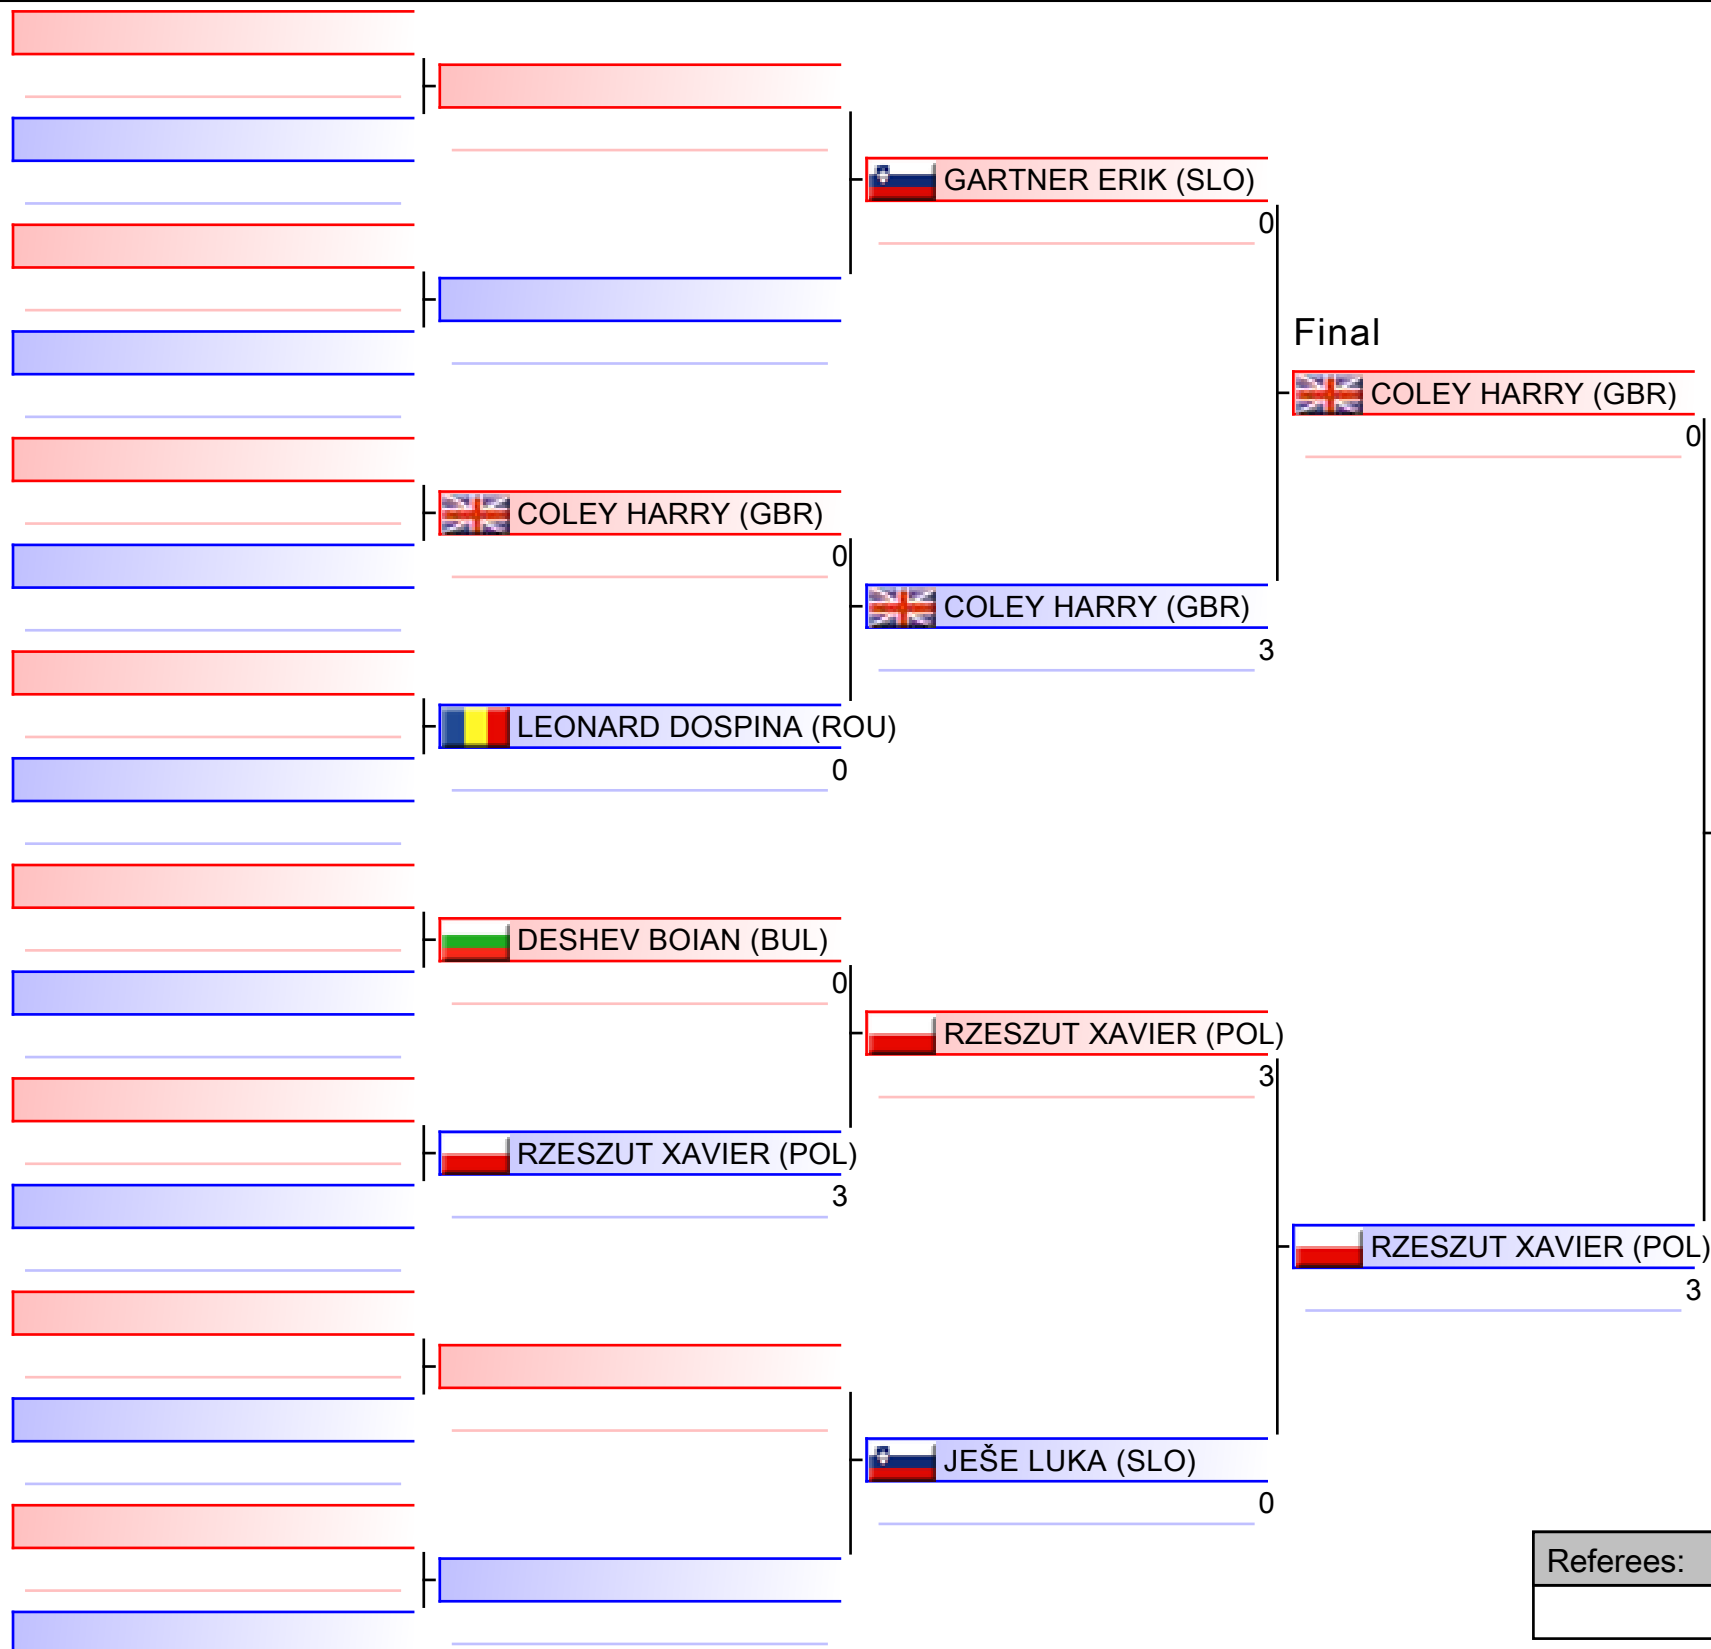 GARTNER ERIK (SLO)
0
Final
COLEY HARRY (GBR)
0
COLEY HARRY (GBR)
0
COLEY HARRY (GBR)
3
LEONARD DOSPINA (ROU)
0
DESHEV BOIAN (BUL)
0
RZESZUT XAVIER (POL)
3
RZESZUT XAVIER (POL)
3
RZESZUT XAVIER (POL)
3
JEŠE LUKA (SLO)
0
Referees: